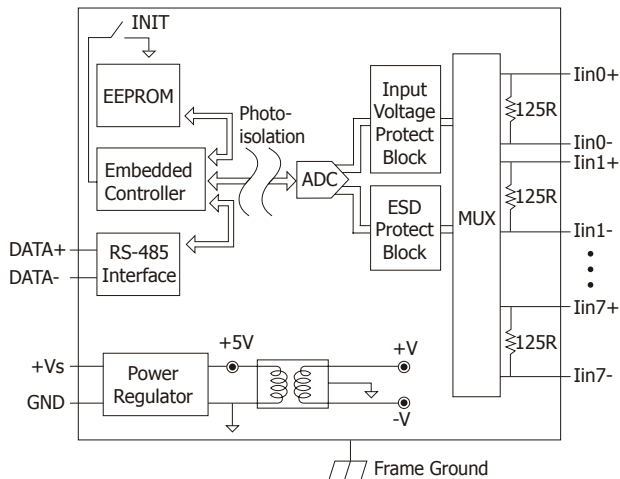 INIT
EEPROM
Photo-
isolation
Input
Voltage
Protect
Block
Iin0+
125R
Iin0-
Embedded
Controller
ADC
MUX
Iin1+
125R
Iin1-
ESD
Protect
Block
DATA+
DATA-
RS-485
Interface
Iin7+
125R
Iin7-
+5V
+V
-V
+Vs
GND
Power
Regulator
Frame Ground